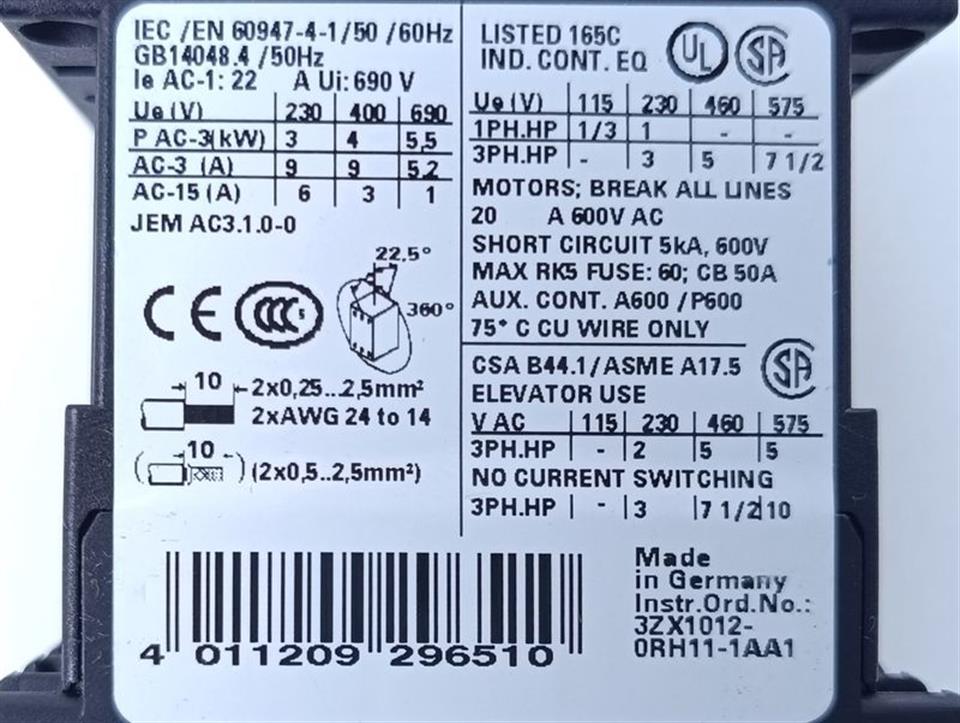 IEC /EN 60947-4-1/50 /60Hz
GB14048.4 /50Hz
Ie AC-1: 22 A Ui: 690 V
Ue (V) 230 400 690
P AC-3(kW) 3 4 5,5
AC-3 (A) 9 9 5,2
AC-15 (A) 6 3 1
JEM AC3.1.0-0
22.5°
360°
CE CCC S
10 2x0,25...2,5mm²
2xAWG 24 to 14
10 (2x0,5..2,5mm²)
LISTED 165C UL SA
IND. CONT. EQ
Ue (V) 115 230 460 575
1PH.HP 1/3 1 - -
3PH.HP - 3 5 7 1/2
MOTORS; BREAK ALL LINES
20 A 600V AC
SHORT CIRCUIT 5kA, 600V
MAX RK5 FUSE: 60; CB 50A
AUX. CONT. A600 /P600
75° C CU WIRE ONLY
CSA B44.1/ASME A17.5 SA
ELEVATOR USE
V AC 115 230 460 575
3PH.HP - 2 5 5
NO CURRENT SWITCHING
3PH.HP - 3 7 1/2 10
4 011209 296510
Made
in Germany
Instr.Ord.No.:
3ZX1012-
0RH11-1AA1